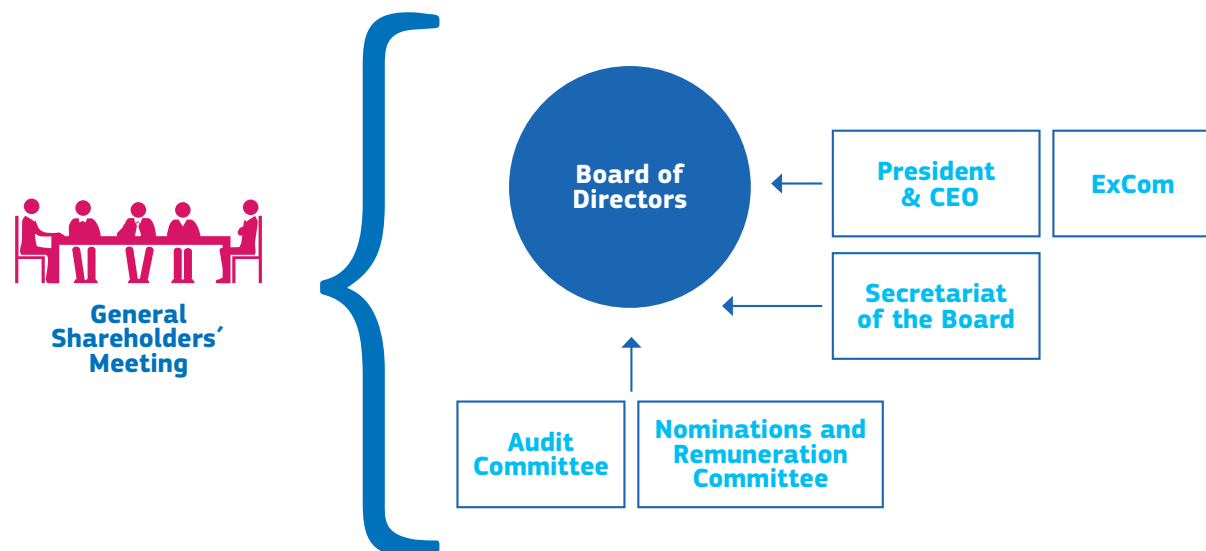 General
Shareholders´
Meeting
Board of
Directors
President
& CEO
ExCom
Secretariat
of the Board
Audit
Committee
Nominations and
Remuneration
Committee